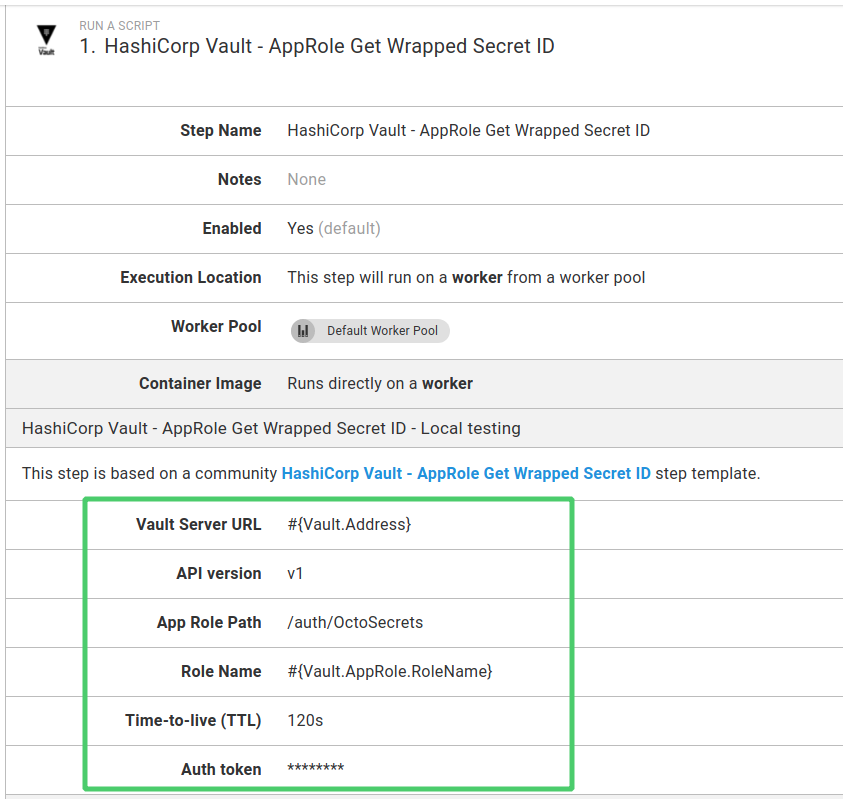 RUN A SCRIPT
1. HashiCorp Vault - AppRole Get Wrapped Secret ID
Vault
Step Name HashiCorp Vault - AppRole Get Wrapped Secret ID
Notes None
Enabled Yes (default)
Execution Location This step will run on a worker from a worker pool
Worker Pool Default Worker Pool
Container Image Runs directly on a worker
HashiCorp Vault - AppRole Get Wrapped Secret ID - Local testing
This step is based on a community HashiCorp Vault - AppRole Get Wrapped Secret ID step template.
Vault Server URL #{Vault.Address}
API version v1
App Role Path /auth/OctoSecrets
Role Name #{Vault.AppRole.RoleName}
Time-to-live (TTL) 120s
Auth token ********